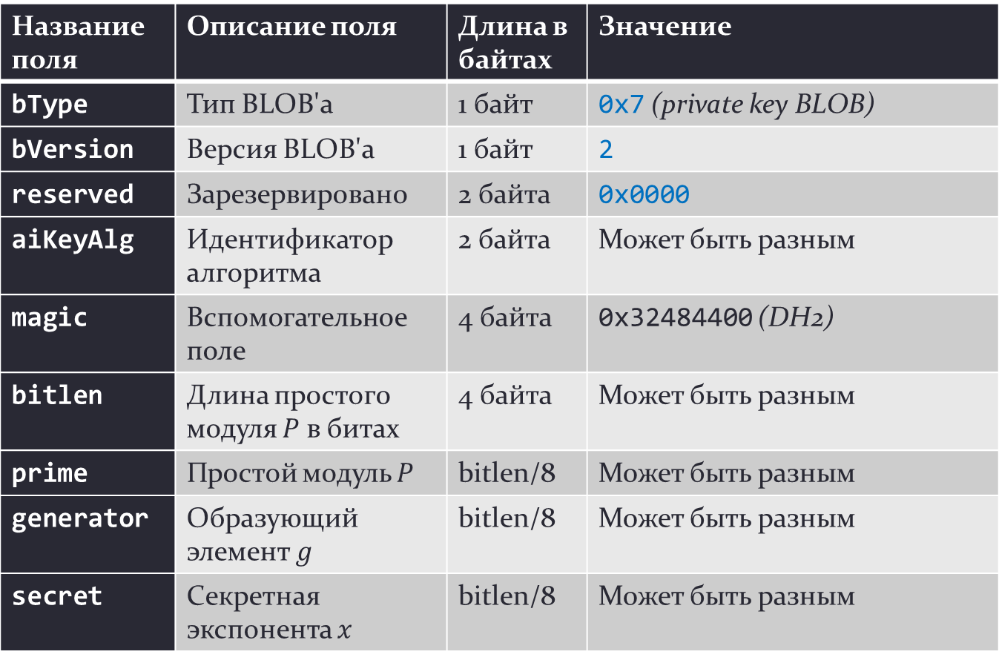 Название поля
Описание поля
Длина в байтах
Значение
bType
Тип BLOB'а
1 байт
0x7 (private key BLOB)
bVersion
Версия BLOB'а
1 байт
2
reserved
Зарезервировано
2 байта
0x0000
aiKeyAlg
Идентификатор
алгоритма
2 байта
Может быть разным
magic
Вспомогательное
поле
4 байта
0x32484400 (DH2)
bitlen
Длина простого
модуля P в битах
4 байта
Может быть разным
prime
Простой модуль P
bitlen/8
Может быть разным
generator
Образующий
элемент g
bitlen/8
Может быть разным
secret
Секретная
экспонента x
bitlen/8
Может быть разным